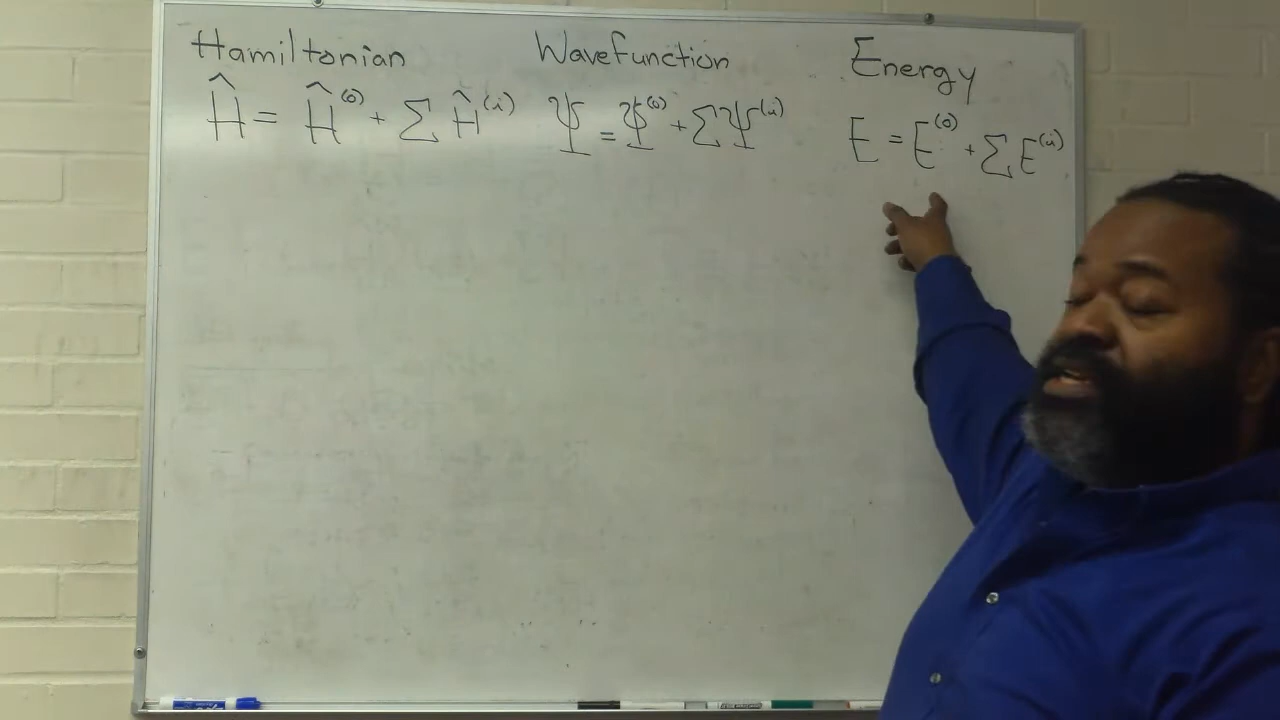 Hamiltonian
Ĥ = Ĥ⁽⁰⁾ + Σ Ĥ⁽ⁱ⁾
Wavefunction
Ψ = Ψ⁽⁰⁾ + ΣΨ⁽ⁱ⁾
Energy
E = E⁽⁰⁾ + Σ E⁽ⁱ⁾